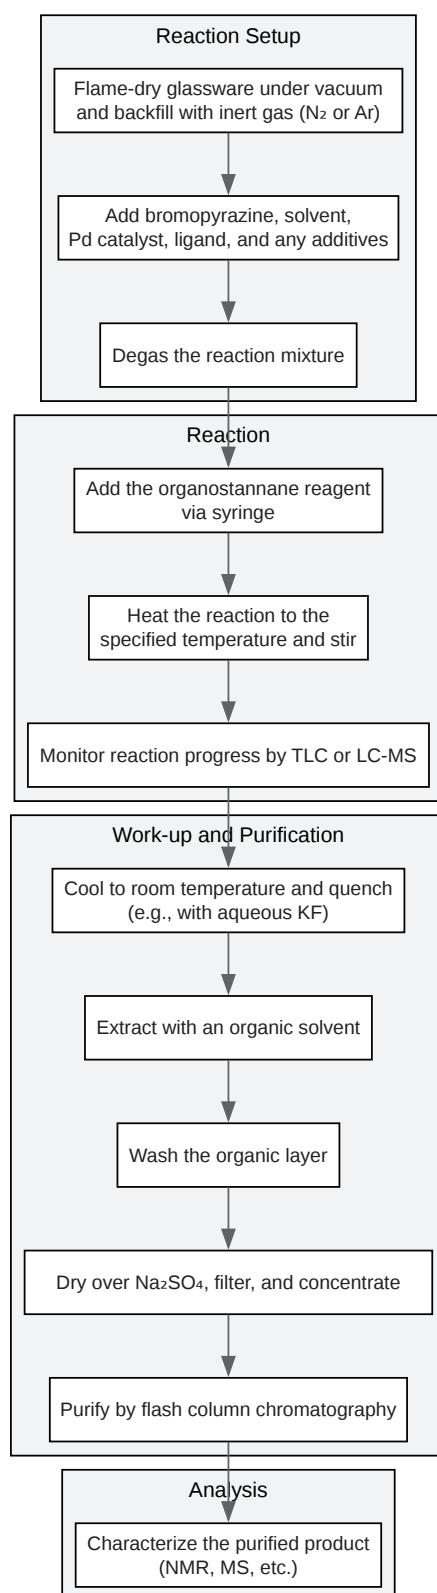 Reaction Setup
Flame-dry glassware under vacuum
and backfill with inert gas (N₂ or Ar)
Add bromopyrazine, solvent,
Pd catalyst, ligand, and any additives
Degas the reaction mixture
Reaction
Add the organostannane reagent
via syringe
Heat the reaction to the
specified temperature and stir
Monitor reaction progress by TLC or LC-MS
Work-up and Purification
Cool to room temperature and quench
(e.g., with aqueous KF)
Extract with an organic solvent
Wash the organic layer
Dry over Na₂SO₄, filter, and concentrate
Purify by flash column chromatography
Analysis
Characterize the purified product
(NMR, MS, etc.)